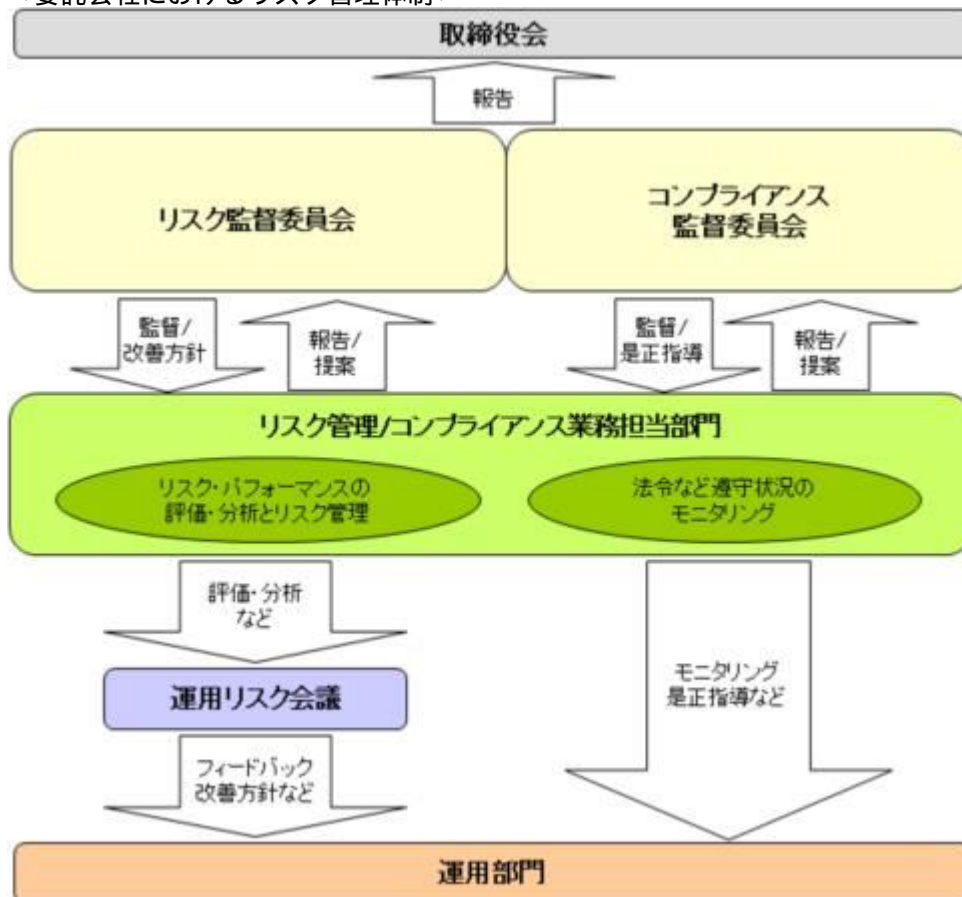 取締役会
報告
リスク監督委員会
コンプライアンス
監督委員会
監督/
改善方針
報告/
提案
監督/
是正指導
報告/
提案
リスク管理/コンプライアンス業務担当部門
リスク・パフォーマンスの
評価・分析とリスク管理
法令など遵守状況の
モニタリング
評価・分析
など
運用リスク会議
モニタリング
是正指導など
フィードバック
改善方針など
運用部門